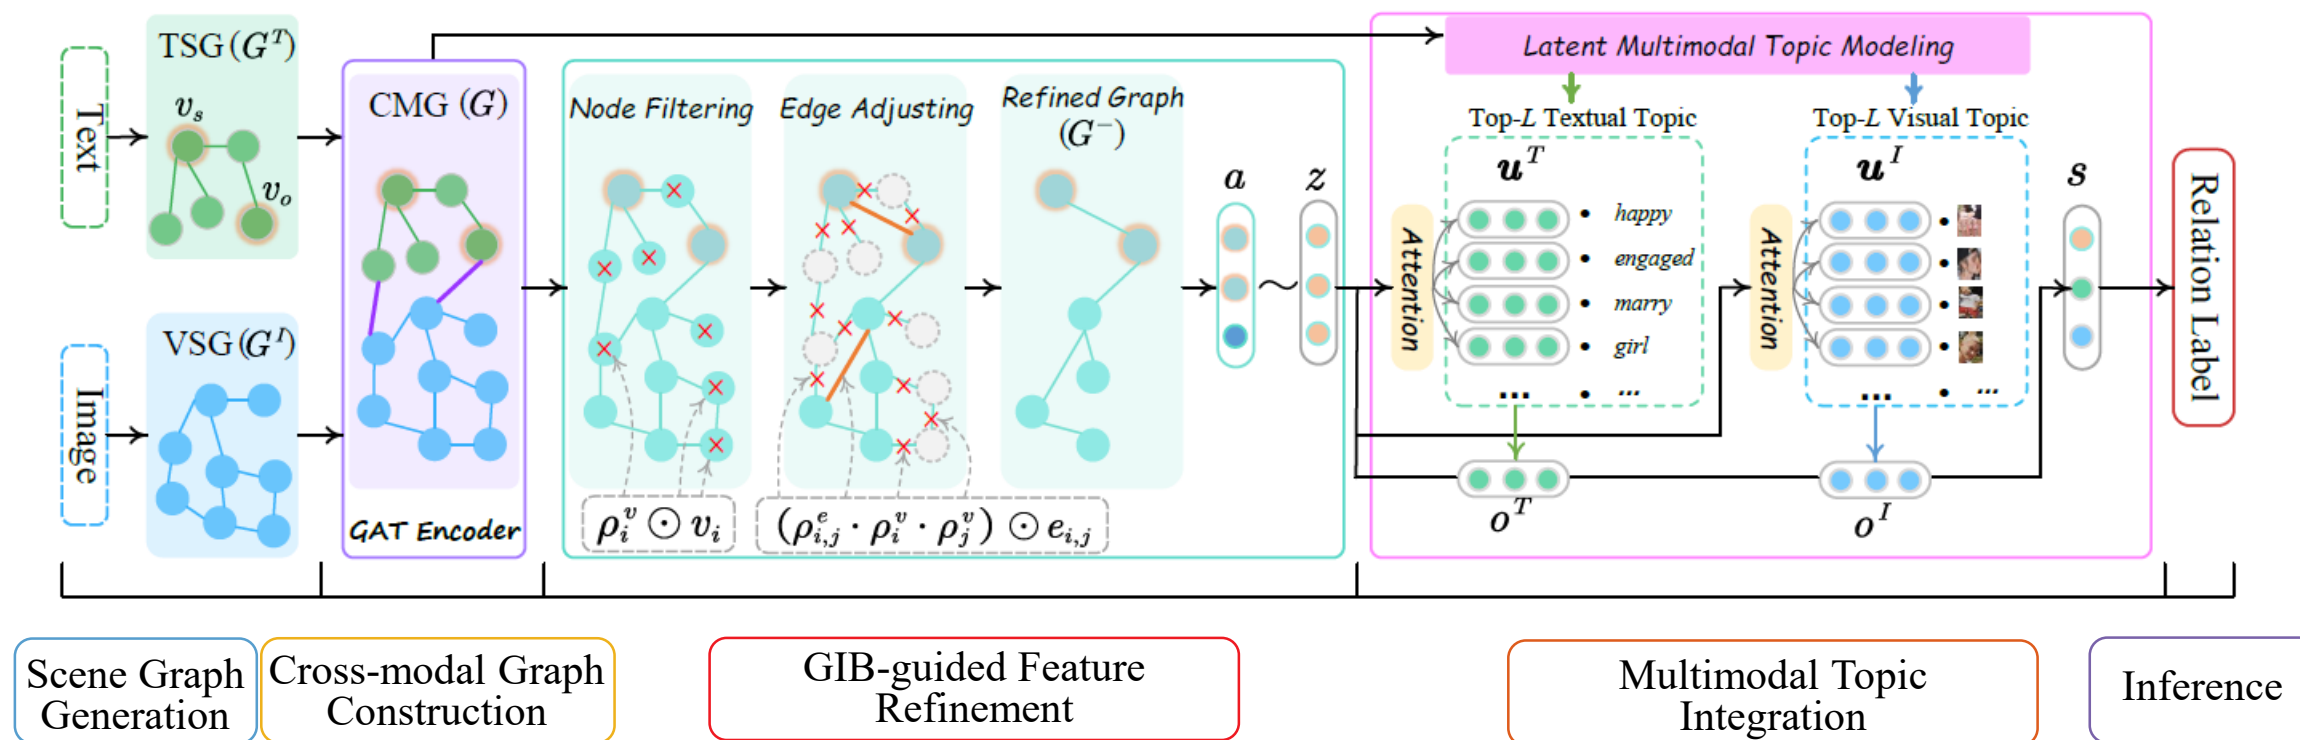 Text
TSG (G^T)
v_s
v_o
Image
VSG (G^I)
CMG (G)
GAT Encoder
Node Filtering
Edge Adjusting
Refined Graph
(G^−)
ρ_i^v ⊙ v_i
(ρ_{i,j}^e · ρ_i^v · ρ_j^v) ⊙ e_{i,j}
a
~
z
Latent Multimodal Topic Modeling
Top-L Textual Topic
u^T
Attention
• happy
• engaged
• marry
• girl
... • ...
o^T
Top-L Visual Topic
u^I
Attention
•
•
•
•
... • ...
o^I
s
Relation Label
Scene Graph
Generation
Cross-modal Graph
Construction
GIB-guided Feature
Refinement
Multimodal Topic
Integration
Inference